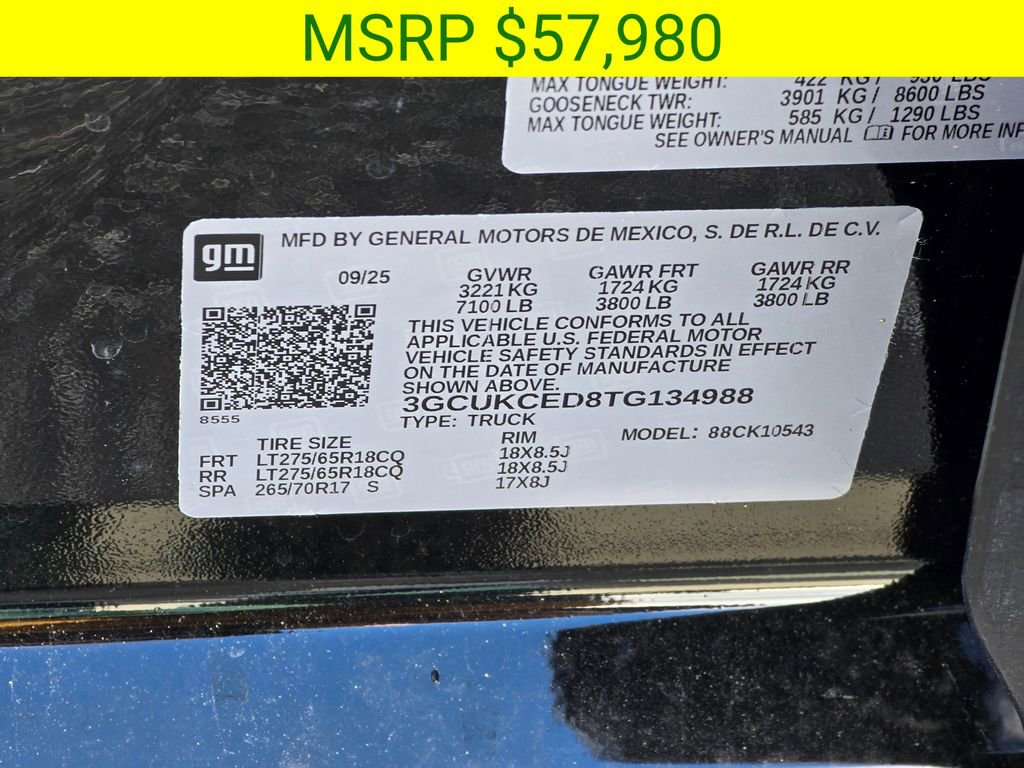 MSRP $57,980
MAX TONGUE WEIGHT: 422 KG / 930 LBS
GOOSENECK TWR: 3901 KG / 8600 LBS
MAX TONGUE WEIGHT: 585 KG / 1290 LBS
SEE OWNER'S MANUAL FOR MORE INF
gm MFD BY GENERAL MOTORS DE MEXICO, S. DE R.L. DE C.V.
09/25 GVWR GAWR FRT GAWR RR
3221 KG 1724 KG 1724 KG
7100 LB 3800 LB 3800 LB
THIS VEHICLE CONFORMS TO ALL
APPLICABLE U.S. FEDERAL MOTOR
VEHICLE SAFETY STANDARDS IN EFFECT
ON THE DATE OF MANUFACTURE
SHOWN ABOVE.
3GCUKCED8TG134988
8555
TYPE: TRUCK MODEL: 88CK10543
TIRE SIZE RIM
FRT LT275/65R18CQ 18X8.5J
RR LT275/65R18CQ 18X8.5J
SPA 265/70R17 S 17X8J